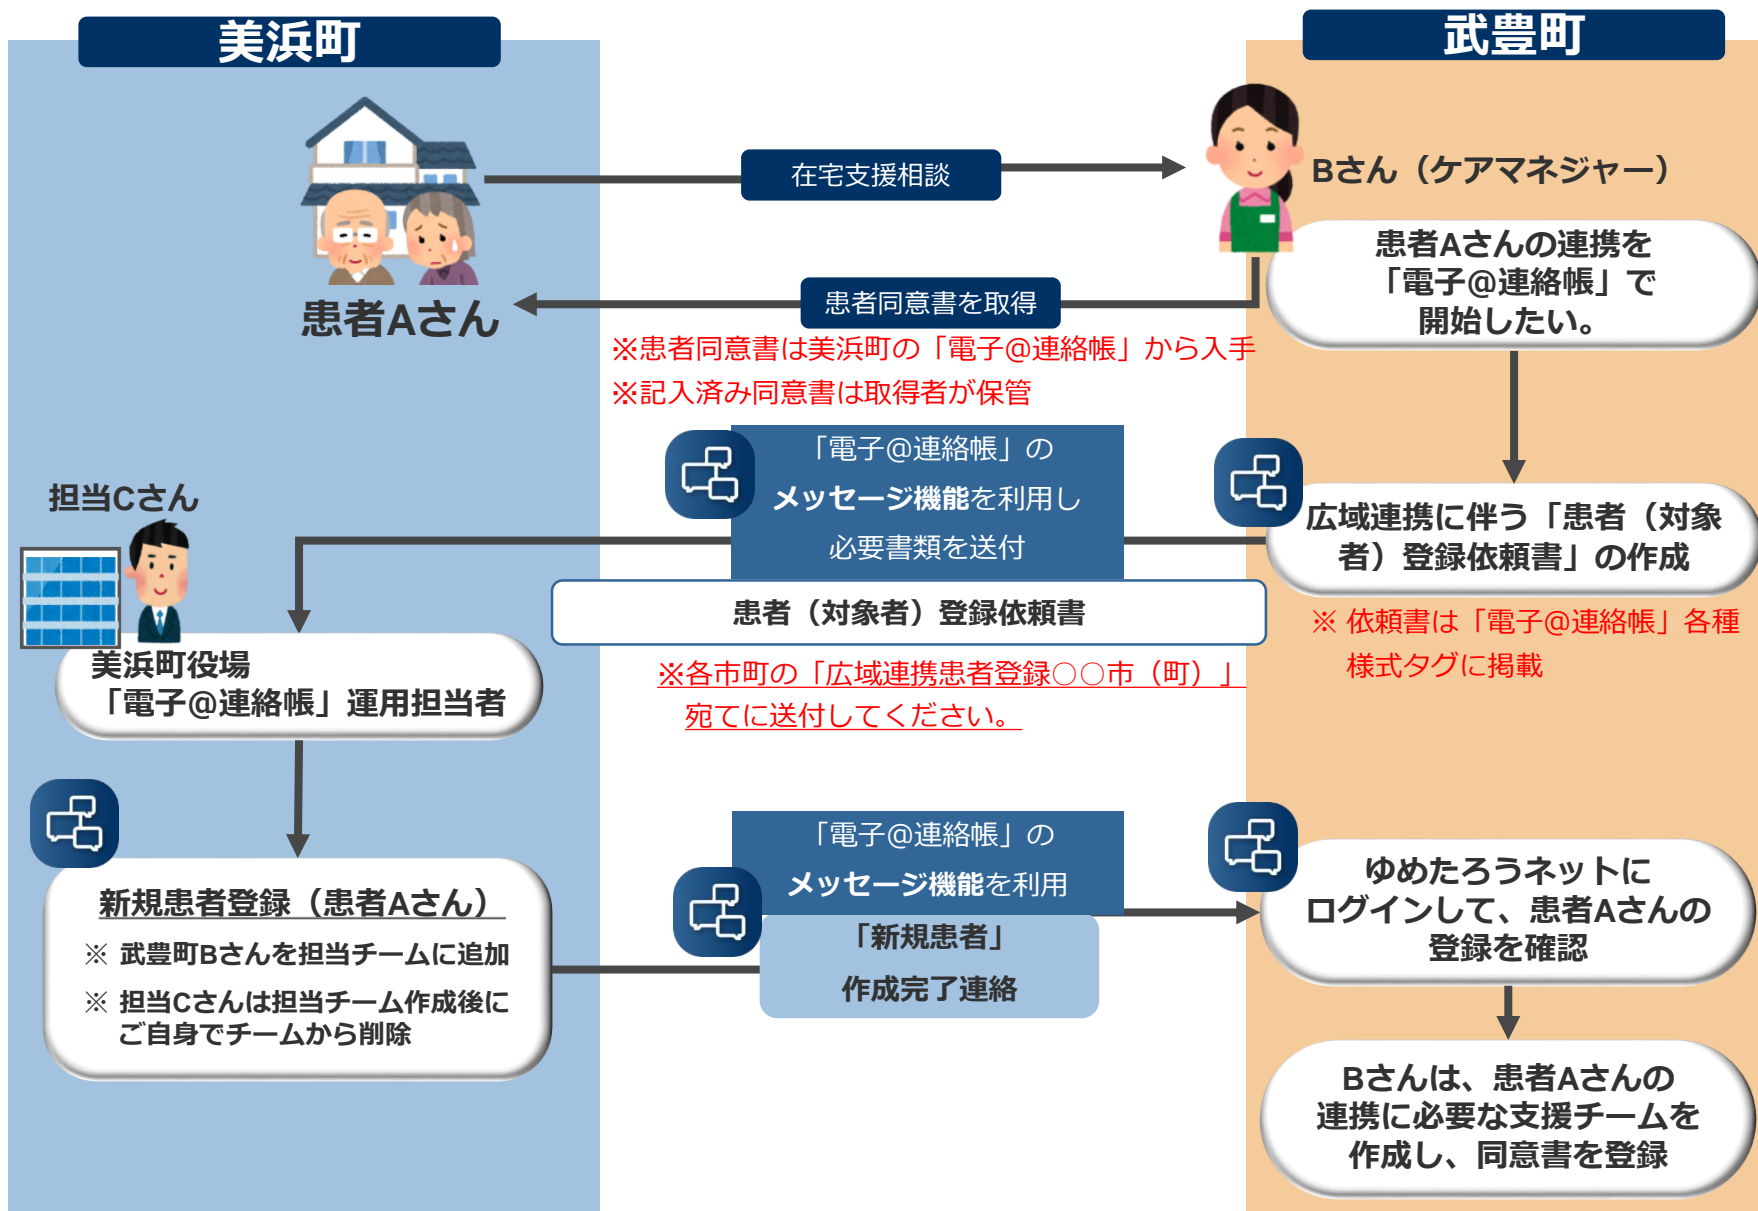 美浜町
武豊町
在宅支援相談
Bさん（ケアマネジャー）
患者Aさんの連携を
「電子@連絡帳」で
開始したい。
患者Aさん
患者同意書を取得
※患者同意書は美浜町の「電子@連絡帳」から入手
※記入済み同意書は取得者が保管
「電子@連絡帳」の
メッセージ機能を利用し
必要書類を送付
広域連携に伴う「患者（対象
者）登録依頼書」の作成
担当Cさん
患者（対象者）登録依頼書
※ 依頼書は「電子@連絡帳」各種
様式タグに掲載
美浜町役場
「電子@連絡帳」運用担当者
※各市町の「広域連携患者登録○○市（町）」
宛てに送付してください。
新規患者登録（患者Aさん）
※ 武豊町Bさんを担当チームに追加
※ 担当Cさんは担当チーム作成後に
ご自身でチームから削除
「電子@連絡帳」の
メッセージ機能を利用
「新規患者」
作成完了連絡
ゆめたろうネットに
ログインして、患者Aさんの
登録を確認
Bさんは、患者Aさんの
連携に必要な支援チームを
作成し、同意書を登録